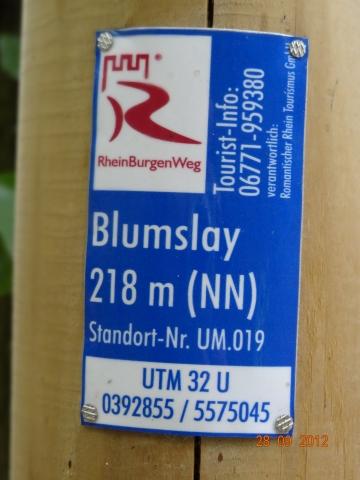 RheinBurgenWeg
Tourist-Info:
06771-959380
verantwortlich:
Romantischer Rhein Tourismus GmbH
Blumslay
218 m (NN)
Standort-Nr. UM.019
UTM 32 U
0392855 / 5575045
28 09 2012